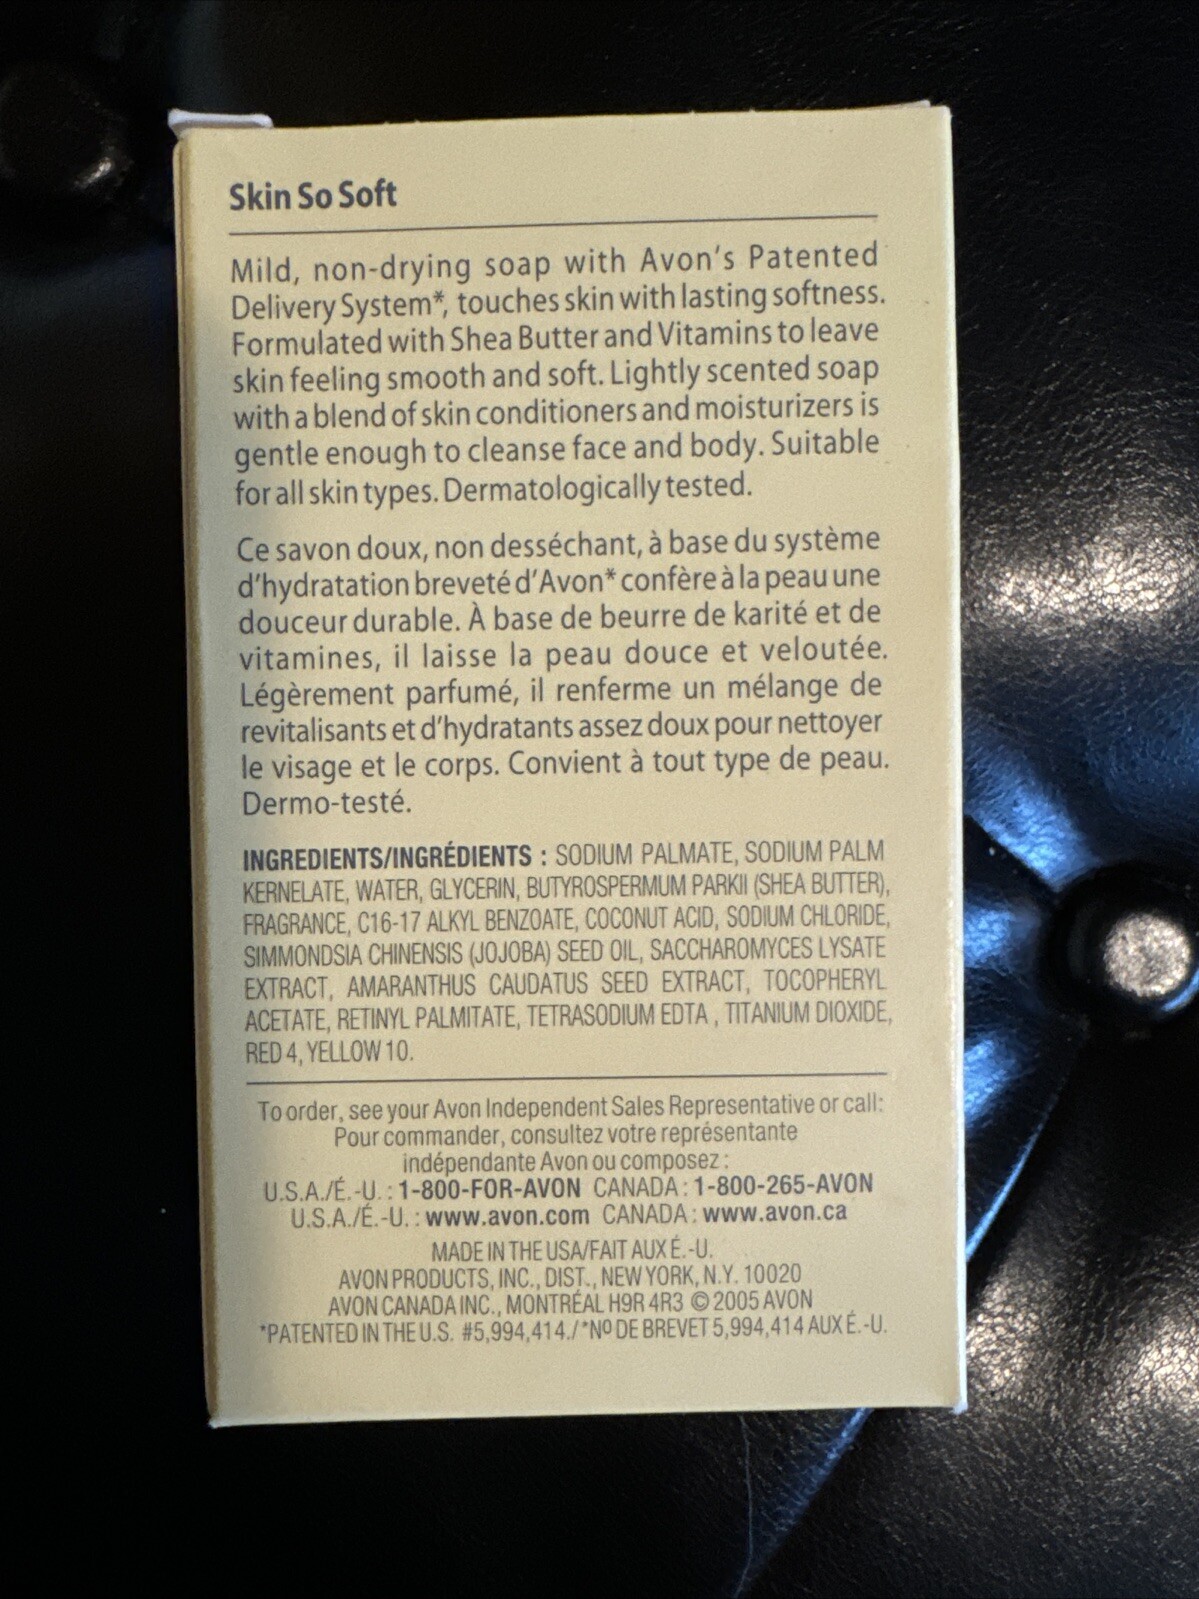 Skin So Soft
Mild, non-drying soap with Avon's Patented
Delivery System*, touches skin with lasting softness.
Formulated with Shea Butter and Vitamins to leave
skin feeling smooth and soft. Lightly scented soap
with a blend of skin conditioners and moisturizers is
gentle enough to cleanse face and body. Suitable
for all skin types. Dermatologically tested.
Ce savon doux, non desséchant, à base du système
d'hydratation breveté d'Avon* confère à la peau une
douceur durable. À base de beurre de karité et de
vitamines, il laisse la peau douce et veloutée.
Légèrement parfumé, il renferme un mélange de
revitalisants et d'hydratants assez doux pour nettoyer
le visage et le corps. Convient à tout type de peau.
Dermo-testé.
INGREDIENTS/INGRÉDIENTS : SODIUM PALMATE, SODIUM PALM
KERNELATE, WATER, GLYCERIN, BUTYROSPERMUM PARKII (SHEA BUTTER),
FRAGRANCE, C16-17 ALKYL BENZOATE, COCONUT ACID, SODIUM CHLORIDE,
SIMMONDSIA CHINENSIS (JOJOBA) SEED OIL, SACCHAROMYCES LYSATE
EXTRACT, AMARANTHUS CAUDATUS SEED EXTRACT, TOCOPHERYL
ACETATE, RETINYL PALMITATE, TETRASODIUM EDTA , TITANIUM DIOXIDE,
RED 4, YELLOW 10.
To order, see your Avon Independent Sales Representative or call:
Pour commander, consultez votre représentante
indépendante Avon ou composez :
U.S.A./É.-U. : 1-800-FOR-AVON CANADA : 1-800-265-AVON
U.S.A./É.-U. : www.avon.com CANADA : www.avon.ca
MADE IN THE USA/FAIT AUX É.-U.
AVON PRODUCTS, INC., DIST., NEW YORK, N.Y. 10020
AVON CANADA INC., MONTRÉAL H9R 4R3 © 2005 AVON
*PATENTED IN THE U.S. #5,994,414./*Nº DE BREVET 5,994,414 AUX É.-U.